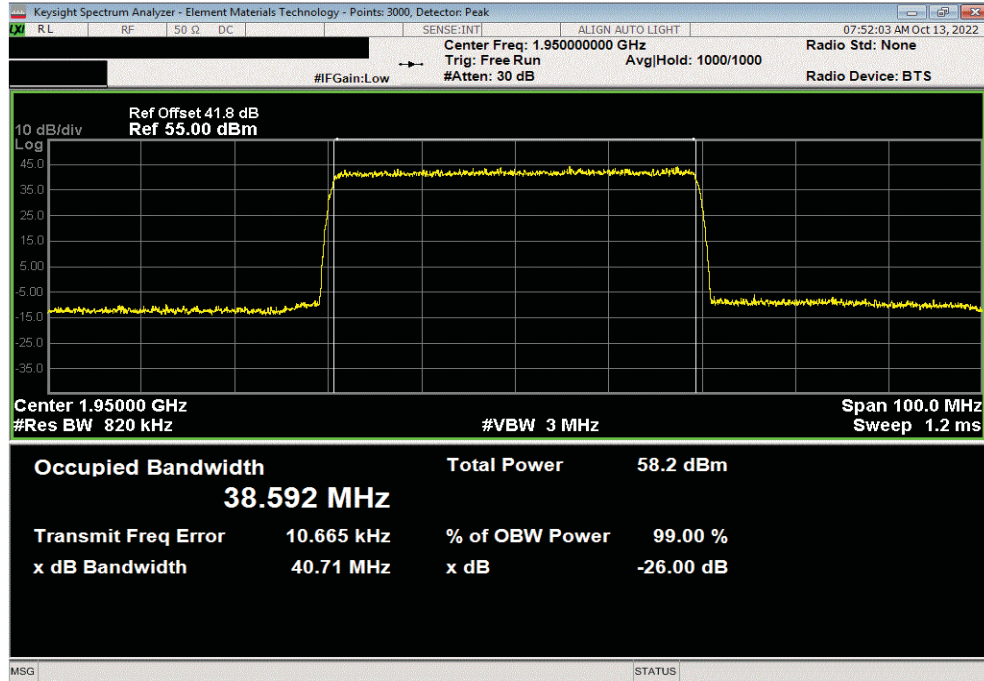 Keysight Spectrum Analyzer - Element Materials Technology - Points: 3000, Detector: Peak
LXI RL RF 50 Ω DC SENSE:INT ALIGN AUTO LIGHT 07:52:03 AM Oct 13, 2022
Center Freq: 1.950000000 GHz Radio Std: None
Trig: Free Run Avg|Hold: 1000/1000
#IFGain:Low #Atten: 30 dB Radio Device: BTS
Ref Offset 41.8 dB
10 dB/div Ref 55.00 dBm
Log
45.0
35.0
25.0
15.0
5.00
-5.00
-15.0
-25.0
-35.0
Center 1.95000 GHz Span 100.0 MHz
#Res BW 820 kHz #VBW 3 MHz Sweep 1.2 ms
Occupied Bandwidth Total Power 58.2 dBm
38.592 MHz
Transmit Freq Error 10.665 kHz % of OBW Power 99.00 %
x dB Bandwidth 40.71 MHz x dB -26.00 dB
MSG STATUS